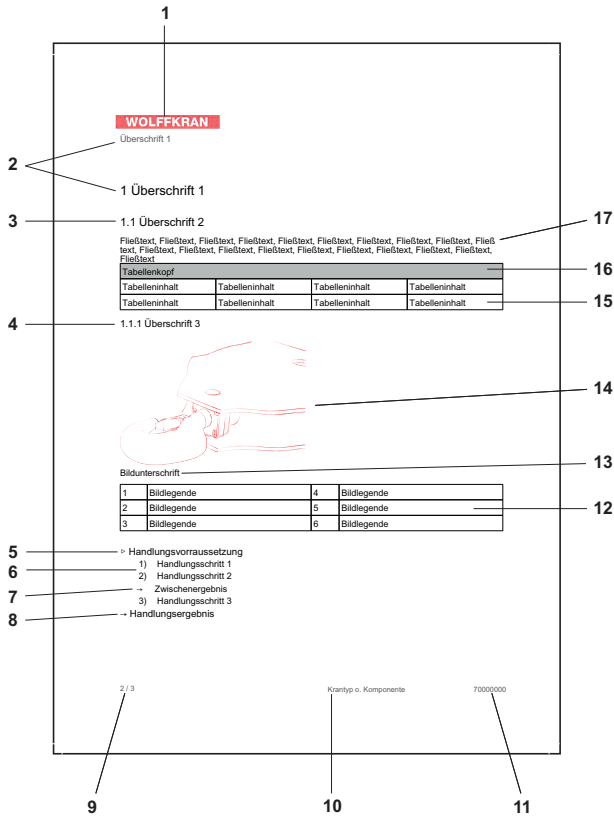 1
WOLFFKRAN
Überschrift 1
2
1 Überschrift 1
3
1.1 Überschrift 2
17
Fließtext, Fließtext, Fließtext, Fließtext, Fließtext, Fließtext, Fließtext, Fließtext, Fließtext, Fließ
text, Fließtext, Fließtext, Fließtext, Fließtext, Fließtext, Fließtext, Fließtext, Fließtext, Fließtext,
Fließtext
Tabellenkopf
16
Tabelleninhalt Tabelleninhalt Tabelleninhalt Tabelleninhalt
Tabelleninhalt Tabelleninhalt Tabelleninhalt Tabelleninhalt
15
4
1.1.1 Überschrift 3
14
Bildunterschrift
13
1 Bildlegende 4 Bildlegende
2 Bildlegende 5 Bildlegende
12
3 Bildlegende 6 Bildlegende
5
▷ Handlungsvorraussetzung
6
1) Handlungsschritt 1
2) Handlungsschritt 2
7
→ Zwischenergebnis
3) Handlungsschritt 3
8
→ Handlungsergebnis
2 / 3 Krantyp o. Komponente 70000000
9 10 11